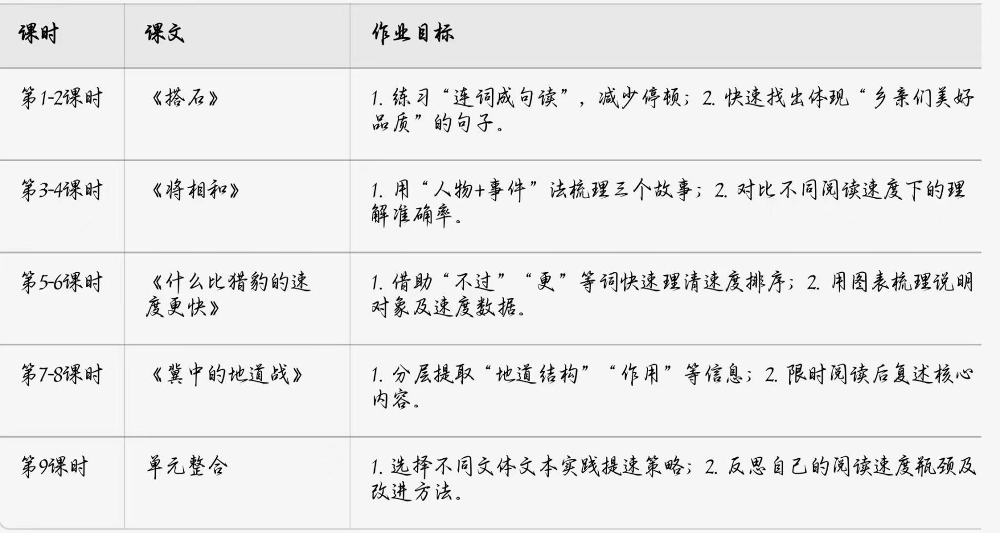 课时 课文 作业目标
第1-2课时 《搭石》 1. 练习“连词成句读”，减少停顿；2. 快速找出体现“乡亲们美好
品质”的句子。
第3-4课时 《将相和》 1. 用“人物+事件”法梳理三个故事；2. 对比不同阅读速度下的理
解准确率。
第5-6课时 《什么比猎豹的速 1. 借助“不过”“更”等词快速理清速度排序；2. 用图表梳理说明
度更快》 对象及速度数据。
第7-8课时 《冀中的地道战》 1. 分层提取“地道结构”“作用”等信息；2. 限时阅读后复述核心
内容。
第9课时 单元整合 1. 选择不同文体文本实践提速策略；2. 反思自己的阅读速度瓶颈及
改进方法。